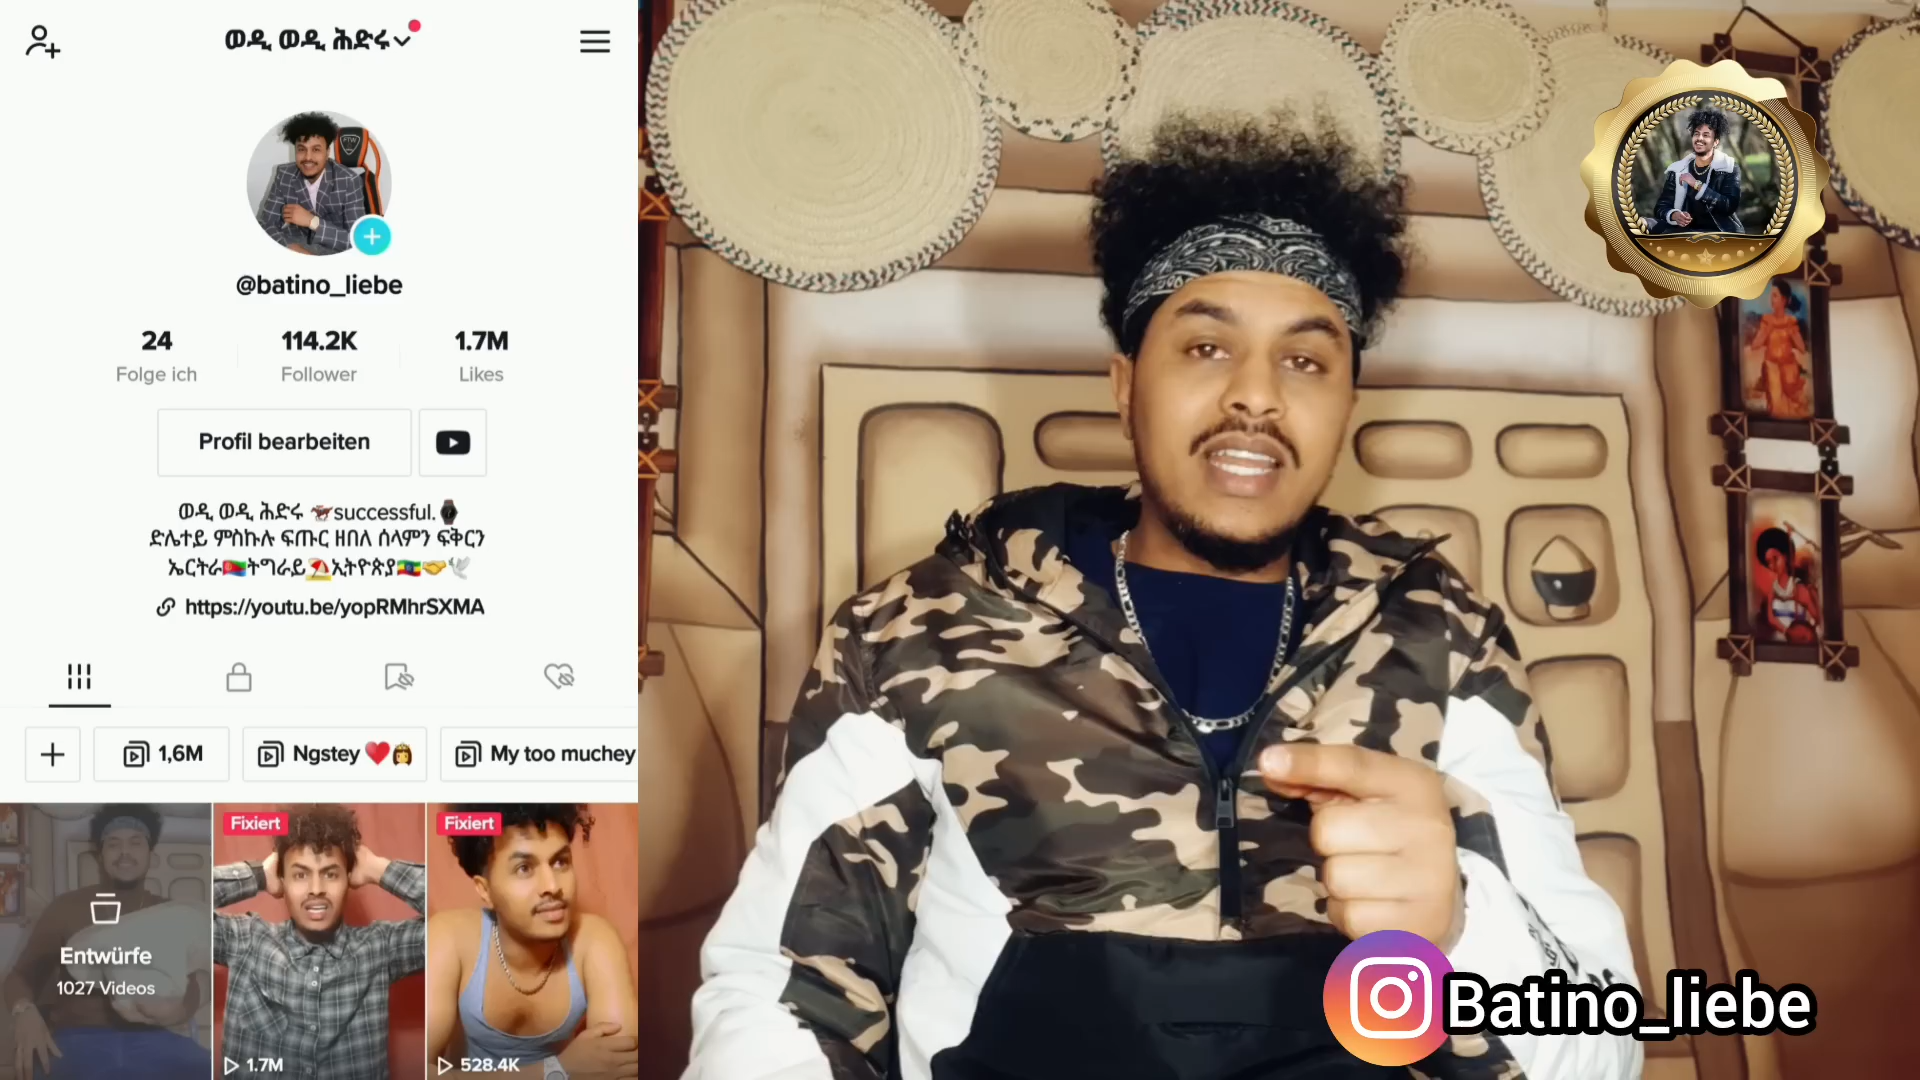 ወዲ ወዲ ሕድሩ
@batino_liebe
24
114.2K
1.7M
Folge ich
Follower
Likes
Profil bearbeiten
ወዲ ወዲ ሕድሩ 🏇successful.⌚
ድሌተይ ምስኩሉ ፍጡር ዘበለ ሰላምን ፍቅርን
ኤርትራ🇪🇷ትግራይ⛱️ኢትዮጵያ🇪🇹🤝🕊️
https://youtu.be/yopRMhrSXMA
1,6M
Ngstey ❤️👸
My too muchey
Fixiert
Fixiert
Entwürfe
1027 Videos
1.7M
528.4K
Batino_liebe